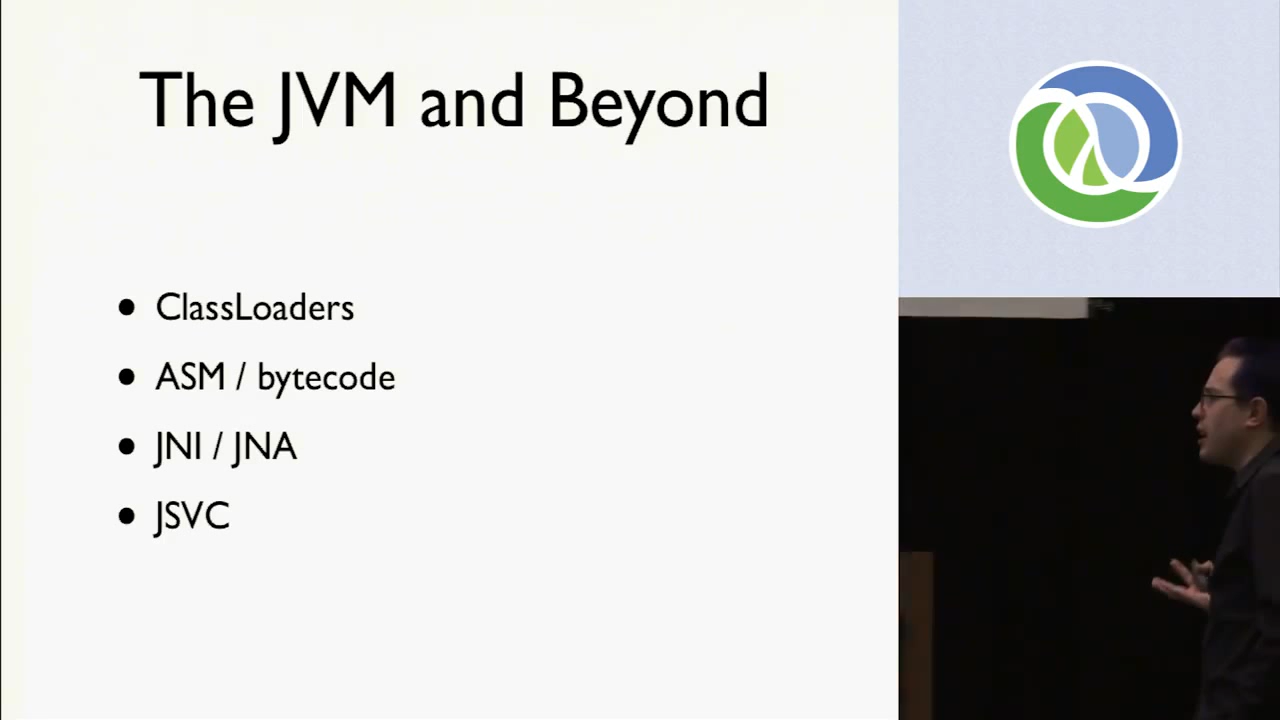 The JVM and Beyond
• ClassLoaders
• ASM / bytecode
• JNI / JNA
• JSVC